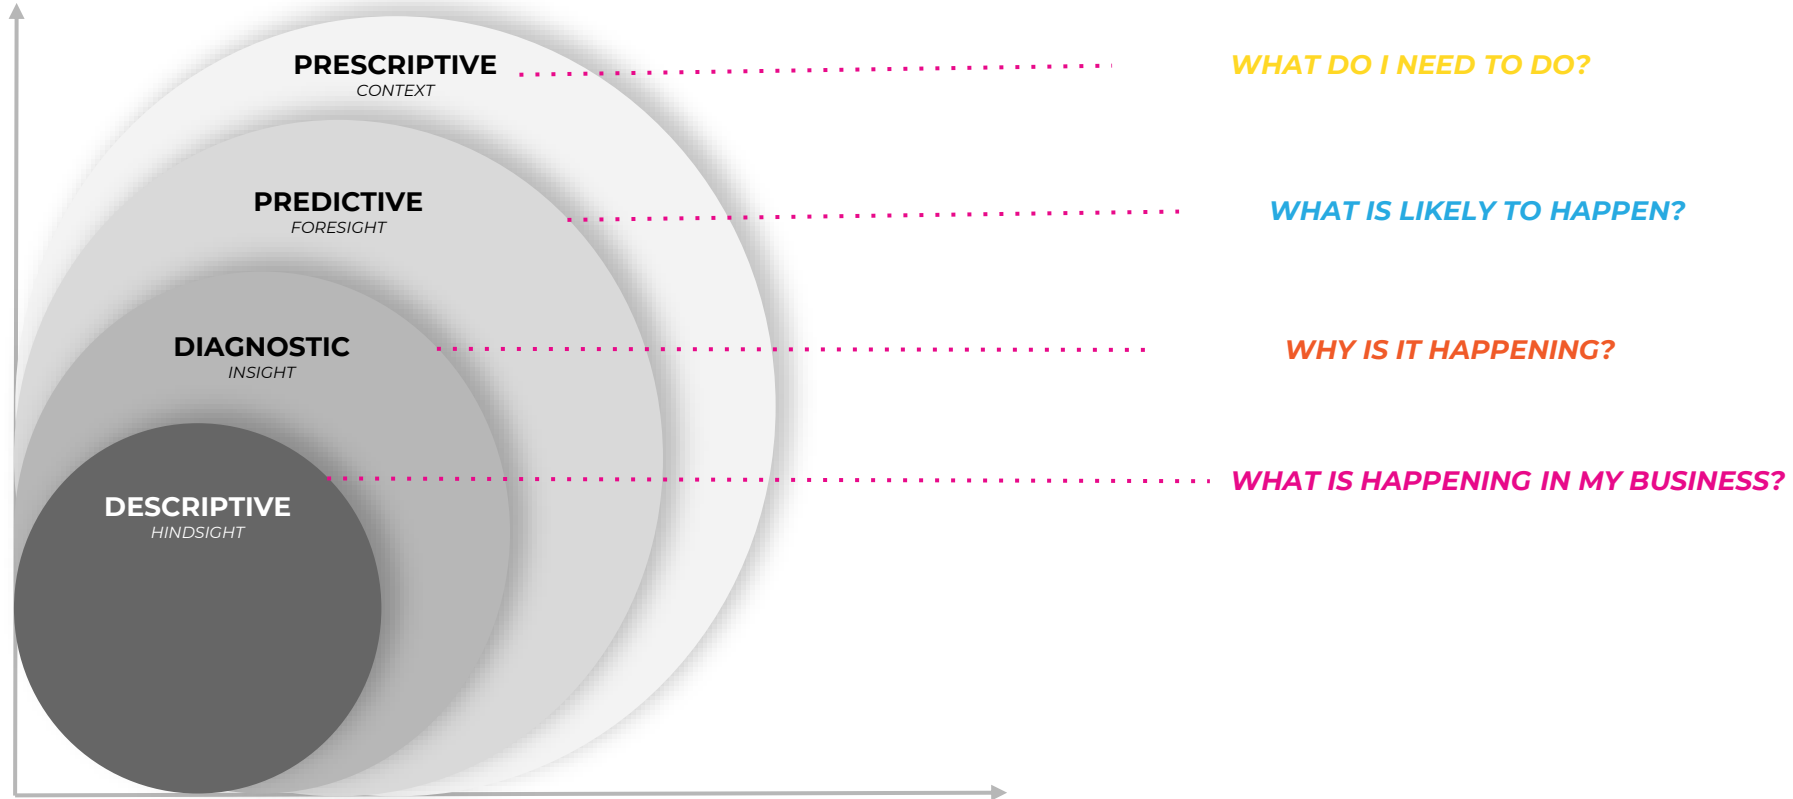 PRESCRIPTIVE
CONTEXT
WHAT DO I NEED TO DO?
PREDICTIVE
FORESIGHT
WHAT IS LIKELY TO HAPPEN?
DIAGNOSTIC
INSIGHT
WHY IS IT HAPPENING?
DESCRIPTIVE
HINDSIGHT
WHAT IS HAPPENING IN MY BUSINESS?